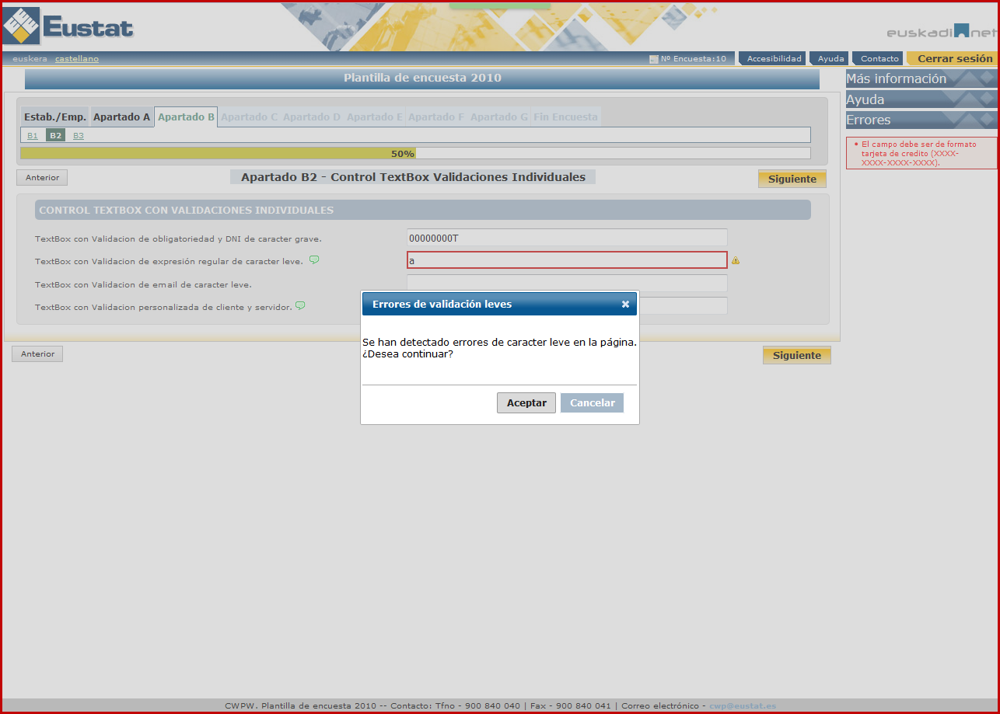 Eustat
euskadi net
euskera castellano
Nº Encuesta:10
Accesibilidad
Ayuda
Contacto
Cerrar sesión
Plantilla de encuesta 2010
Más información
Ayuda
Errores
El campo debe ser de formato
tarjeta de credito (XXXX-
XXXX-XXXX-XXXX).
Estab./Emp. Apartado A Apartado B Apartado C Apartado D Apartado E Apartado F Apartado G Fin Encuesta
B1 B2 B3
50%
Anterior
Apartado B2 - Control TextBox Validaciones Individuales
Siguiente
CONTROL TEXTBOX CON VALIDACIONES INDIVIDUALES
TextBox con Validacion de obligatoriedad y DNI de caracter grave.
00000000T
TextBox con Validacion de expresión regular de caracter leve.
a
TextBox con Validacion de email de caracter leve.
TextBox con Validacion personalizada de cliente y servidor.
Errores de validación leves
Se han detectado errores de caracter leve en la página.
¿Desea continuar?
Aceptar
Cancelar
Anterior
Siguiente
CWPW. Plantilla de encuesta 2010 -- Contacto: Tfno - 900 840 040 | Fax - 900 840 041 | Correo electrónico - cwp@eustat.es